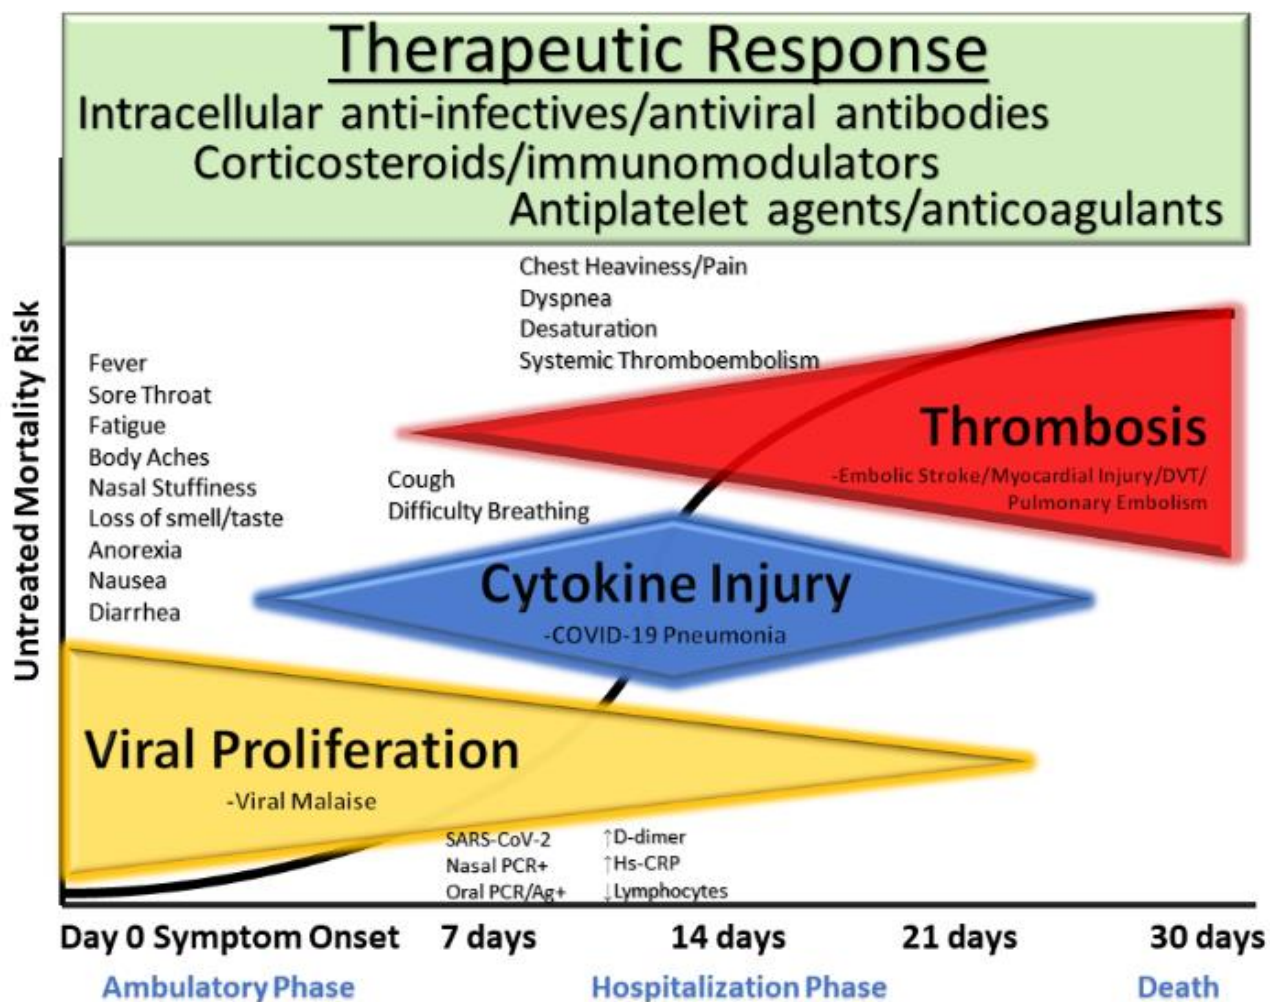 Therapeutic Response
Intracellular anti-infectives/antiviral antibodies
Corticosteroids/immunomodulators
Antiplatelet agents/anticoagulants
Untreated Mortality Risk
Chest Heaviness/Pain
Dyspnea
Desaturation
Systemic Thromboembolism
Fever
Sore Throat
Fatigue
Body Aches
Nasal Stuffiness
Loss of smell/taste
Anorexia
Nausea
Diarrhea
Cough
Difficulty Breathing
Thrombosis
-Embolic Stroke/Myocardial Injury/DVT/
Pulmonary Embolism
Cytokine Injury
-COVID-19 Pneumonia
Viral Proliferation
-Viral Malaise
SARS-CoV-2
Nasal PCR+
Oral PCR/Ag+
↑D-dimer
↑Hs-CRP
↓Lymphocytes
Day 0 Symptom Onset 7 days 14 days 21 days 30 days
Ambulatory Phase Hospitalization Phase Death